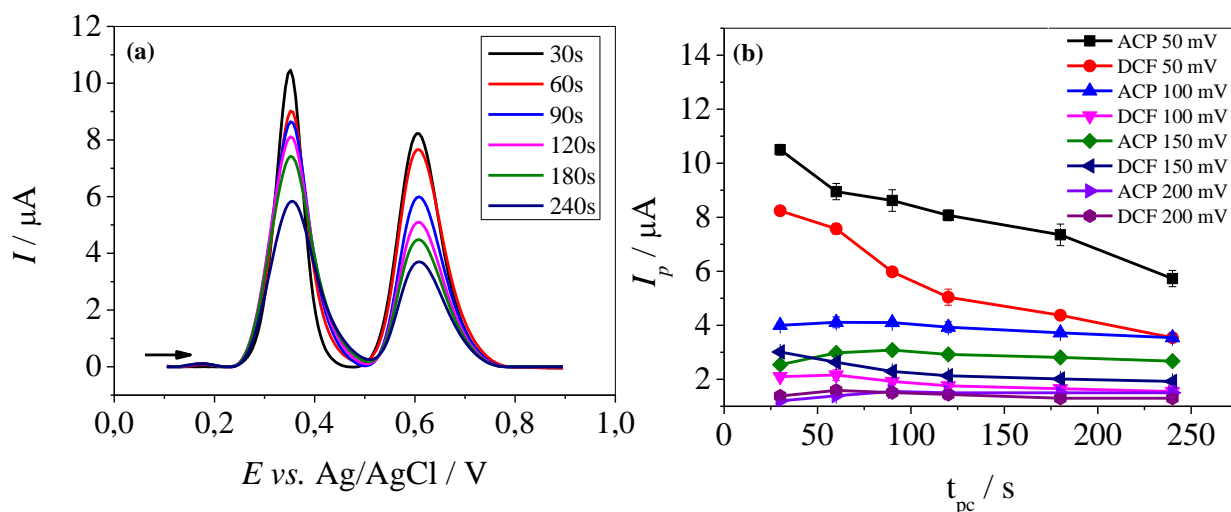 (a)
12
10
8
6
4
2
0
I / μA
30s
60s
90s
120s
180s
240s
0,0
0,2
0,4
0,6
0,8
1,0
E vs. Ag/AgCl / V
(b)
14
12
10
8
6
4
2
I_p / μA
ACP 50 mV
DCF 50 mV
ACP 100 mV
DCF 100 mV
ACP 150 mV
DCF 150 mV
ACP 200 mV
DCF 200 mV
0
50
100
150
200
250
t_pc / s